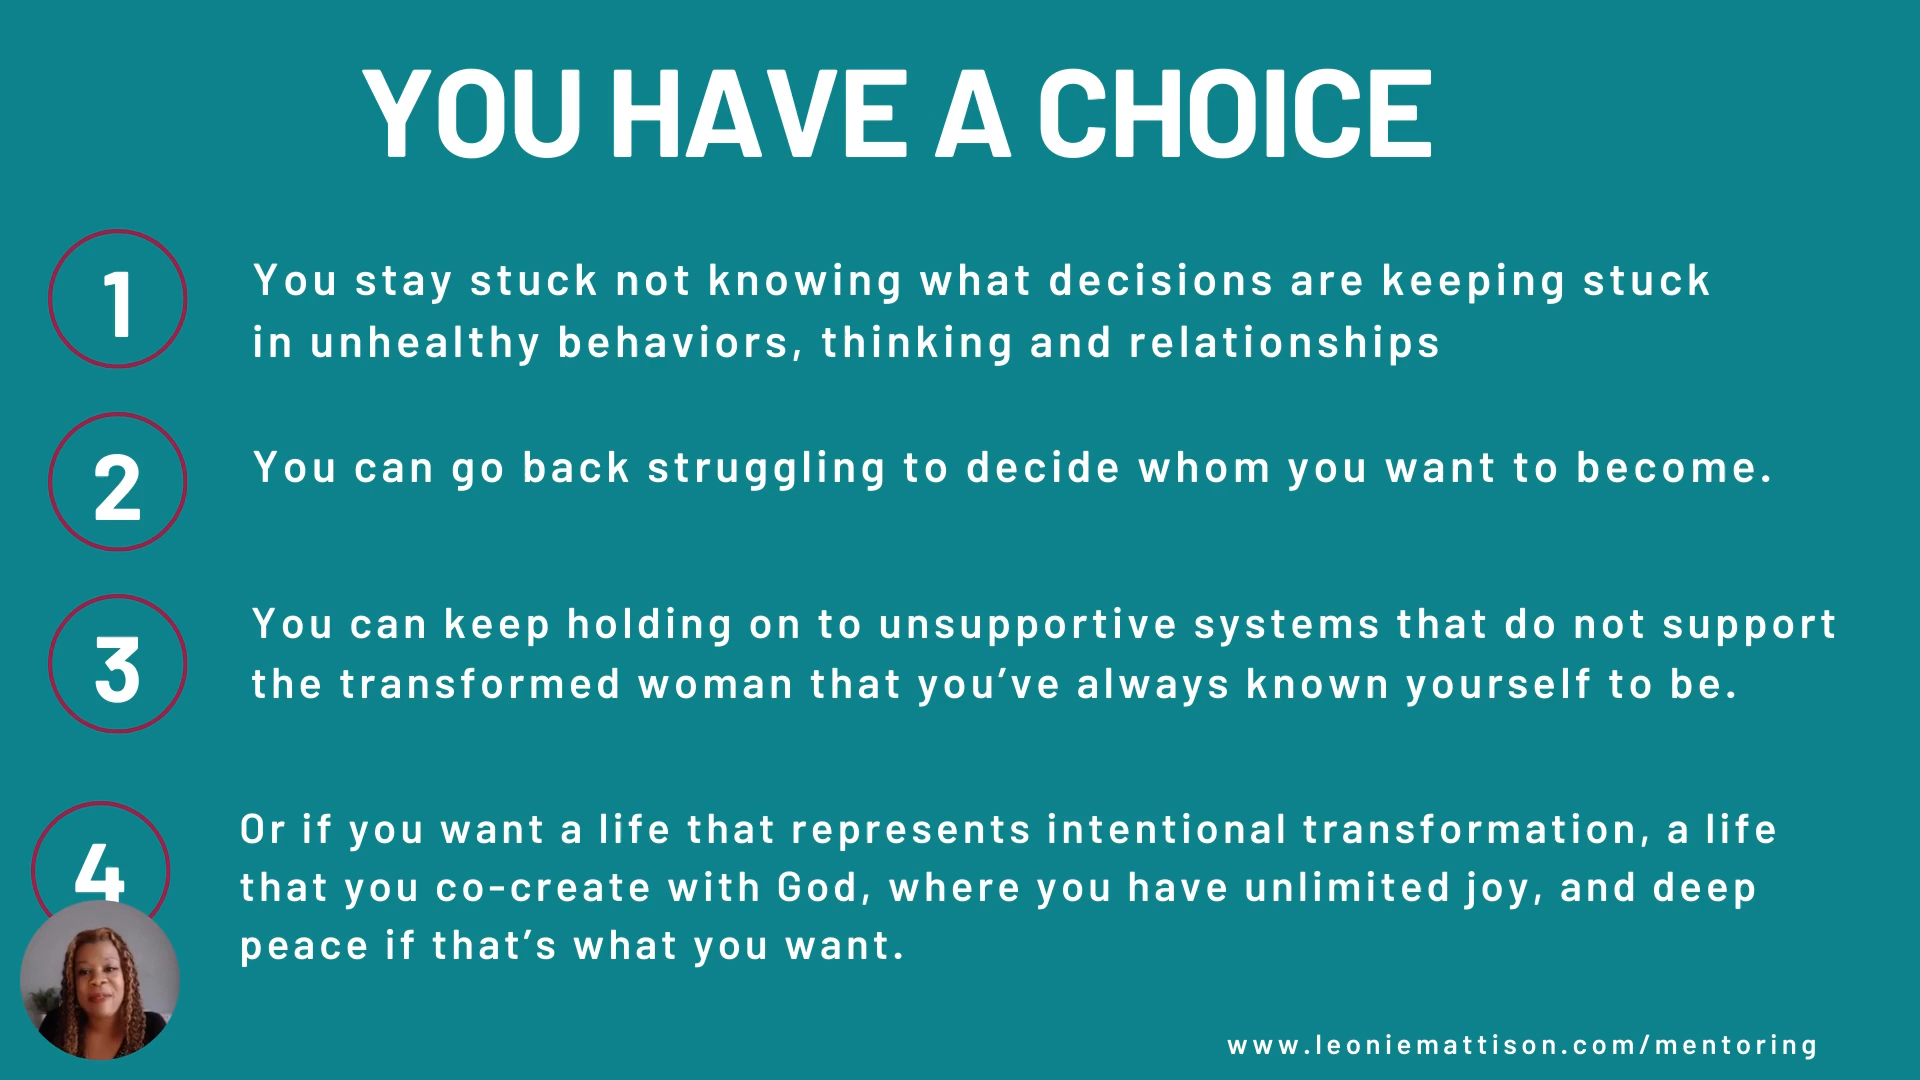 YOU HAVE A CHOICE
1
You stay stuck not knowing what decisions are keeping stuck
in unhealthy behaviors, thinking and relationships
2
You can go back struggling to decide whom you want to become.
3
You can keep holding on to unsupportive systems that do not support
the transformed woman that you’ve always known yourself to be.
4
Or if you want a life that represents intentional transformation, a life
that you co-create with God, where you have unlimited joy, and deep
peace if that’s what you want.
www.leoniemattison.com/mentoring